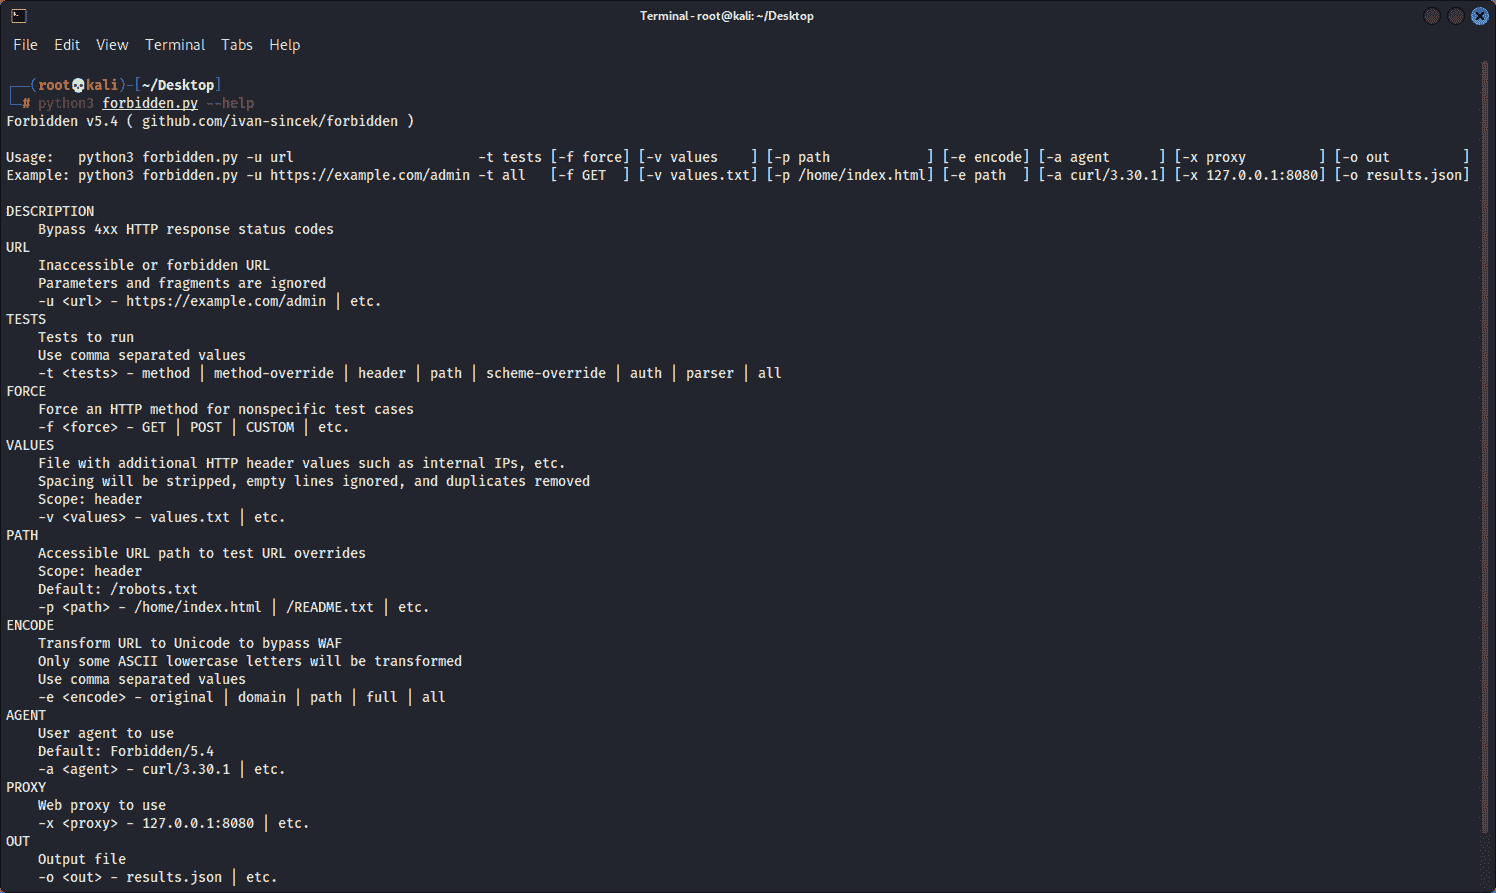 Terminal - root@kali: ~/Desktop
File Edit View Terminal Tabs Help
┌──(root💀kali)-[~/Desktop]
└─# python3 forbidden.py --help
Forbidden v5.4 ( github.com/ivan-sincek/forbidden )
Usage:   python3 forbidden.py -u url                       -t tests [-f force] [-v values    ] [-p path            ] [-e encode] [-a agent      ] [-x proxy         ] [-o out         ]
Example: python3 forbidden.py -u https://example.com/admin -t all   [-f GET  ] [-v values.txt] [-p /home/index.html] [-e path  ] [-a curl/3.30.1] [-x 127.0.0.1:8080] [-o results.json]
DESCRIPTION
    Bypass 4xx HTTP response status codes
URL
    Inaccessible or forbidden URL
    Parameters and fragments are ignored
    -u <url> - https://example.com/admin | etc.
TESTS
    Tests to run
    Use comma separated values
    -t <tests> - method | method-override | header | path | scheme-override | auth | parser | all
FORCE
    Force an HTTP method for nonspecific test cases
    -f <force> - GET | POST | CUSTOM | etc.
VALUES
    File with additional HTTP header values such as internal IPs, etc.
    Spacing will be stripped, empty lines ignored, and duplicates removed
    Scope: header
    -v <values> - values.txt | etc.
PATH
    Accessible URL path to test URL overrides
    Scope: header
    Default: /robots.txt
    -p <path> - /home/index.html | /README.txt | etc.
ENCODE
    Transform URL to Unicode to bypass WAF
    Only some ASCII lowercase letters will be transformed
    Use comma separated values
    -e <encode> - original | domain | path | full | all
AGENT
    User agent to use
    Default: Forbidden/5.4
    -a <agent> - curl/3.30.1 | etc.
PROXY
    Web proxy to use
    -x <proxy> - 127.0.0.1:8080 | etc.
OUT
    Output file
    -o <out> - results.json | etc.